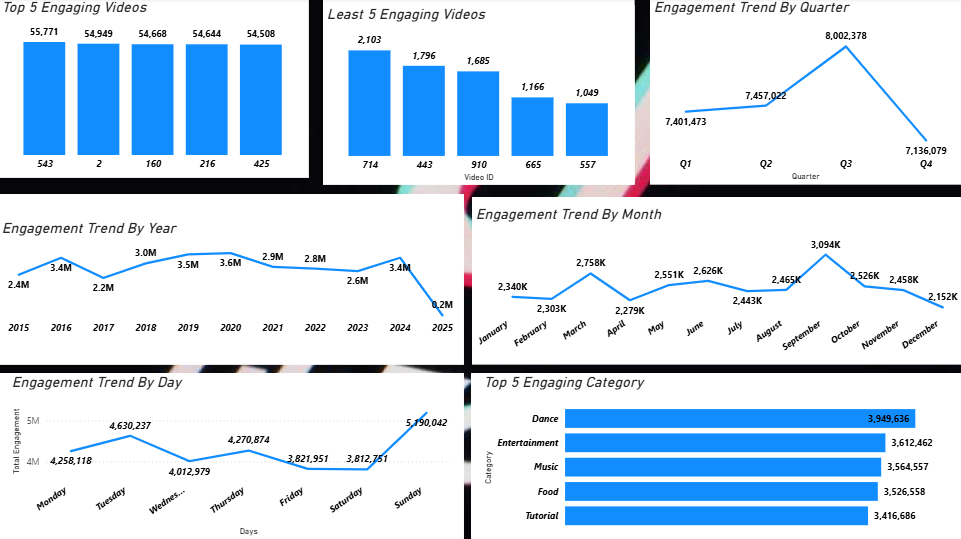 Top 5 Engaging Videos
55,771 54,949 54,668 54,644 54,508
543 2 160 216 425
Least 5 Engaging Videos
2,103
1,796
1,685
1,166
1,049
714 443 910 665 557
Video ID
Engagement Trend By Quarter
8,002,378
7,457,022
7,401,473
7,136,079
Q1 Q2 Q3 Q4
Quarter
Engagement Trend By Year
2.4M 3.4M 2.2M 3.0M 3.5M 3.6M 2.9M 2.8M 2.6M 3.4M 0.2M
2015 2016 2017 2018 2019 2020 2021 2022 2023 2024 2025
Engagement Trend By Month
2,340K 2,303K 2,758K 2,279K 2,551K 2,626K 2,443K 2,465K 3,094K 2,526K 2,458K 2,152K
January February March April May June July August September October November December
Engagement Trend By Day
Total Engagement
5M
4M
4,258,118 4,630,237 4,012,979 4,270,874 3,821,951 3,812,751 5,190,042
Monday Tuesday Wednes... Thursday Friday Saturday Sunday
Days
Top 5 Engaging Category
Category
Dance 3,949,636
Entertainment 3,612,462
Music 3,564,557
Food 3,526,558
Tutorial 3,416,686